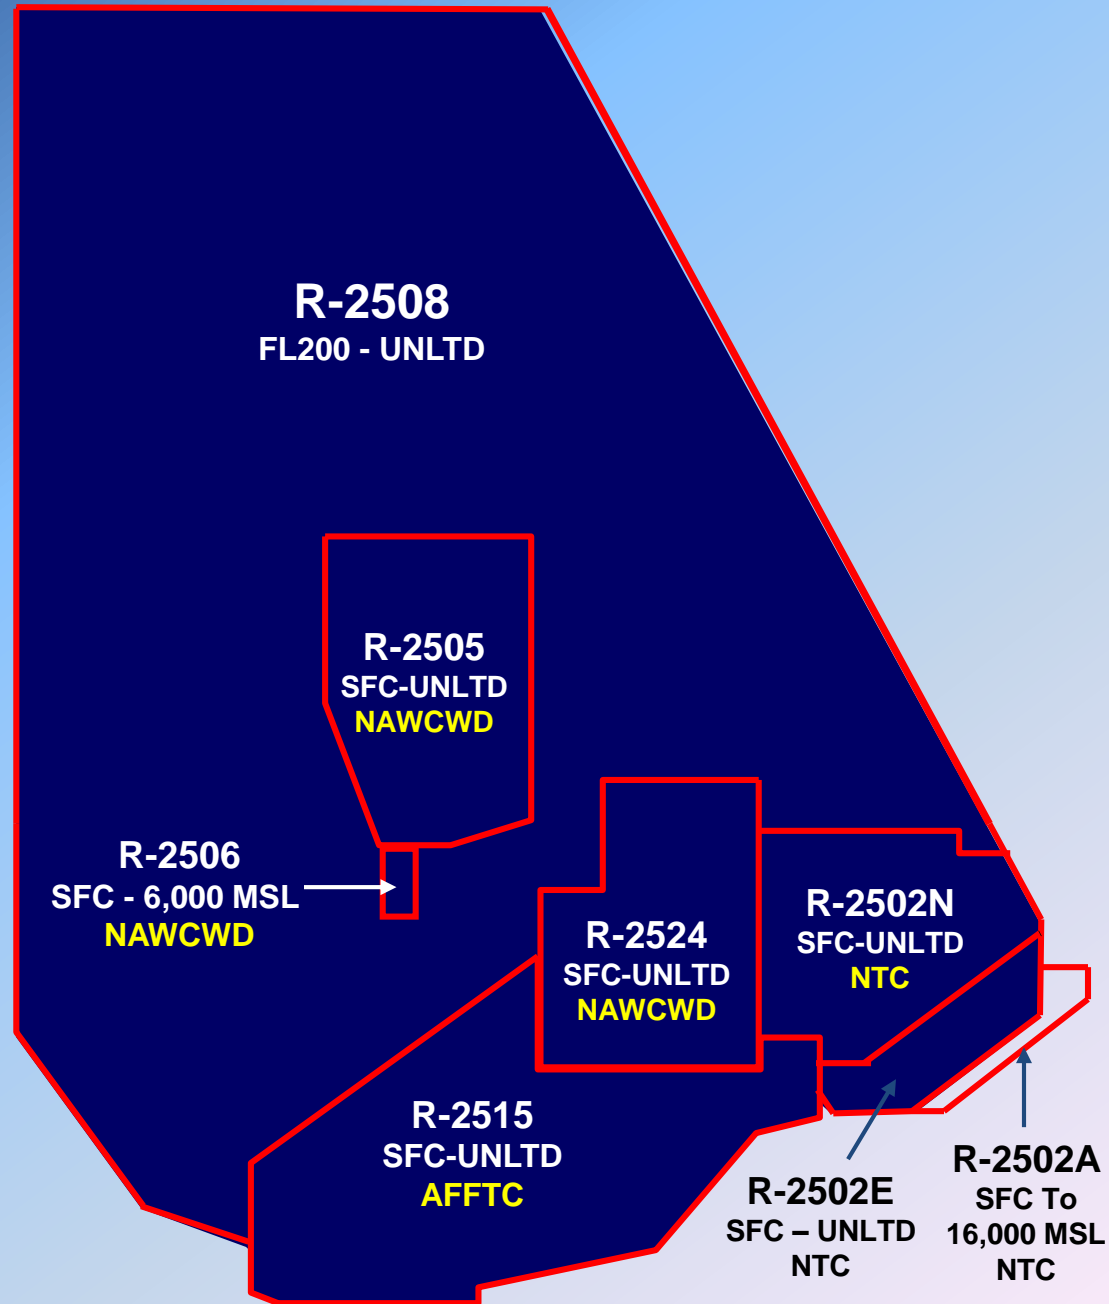 R-2508
FL200 - UNLTD
R-2505
SFC-UNLTD
NAWCWD
R-2506
SFC - 6,000 MSL
NAWCWD
R-2524
SFC-UNLTD
NAWCWD
R-2502N
SFC-UNLTD
NTC
R-2515
SFC-UNLTD
AFFTC
R-2502E
SFC – UNLTD
NTC
R-2502A
SFC To
16,000 MSL
NTC